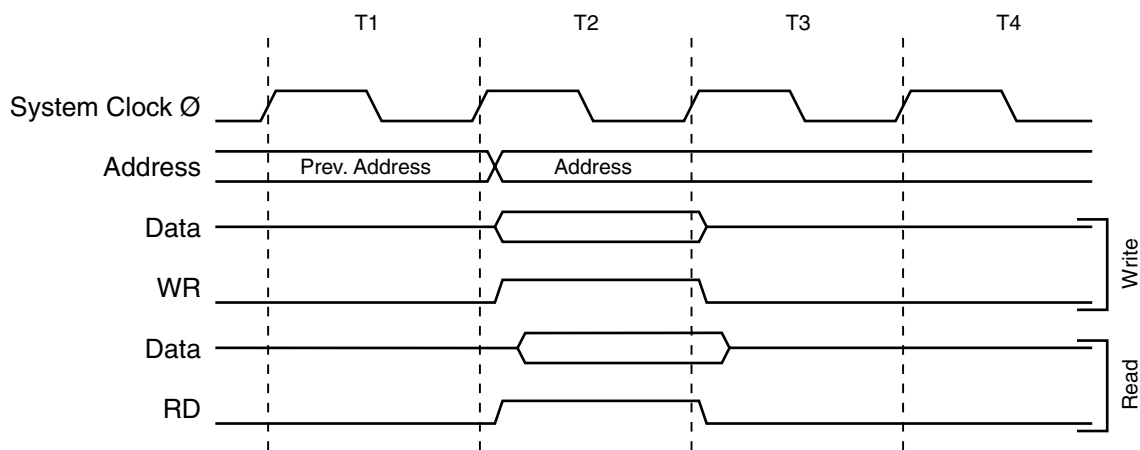 T1 T2 T3 T4
System Clock Ø
Address Prev. Address Address
Data
WR
Write
Data
RD
Read